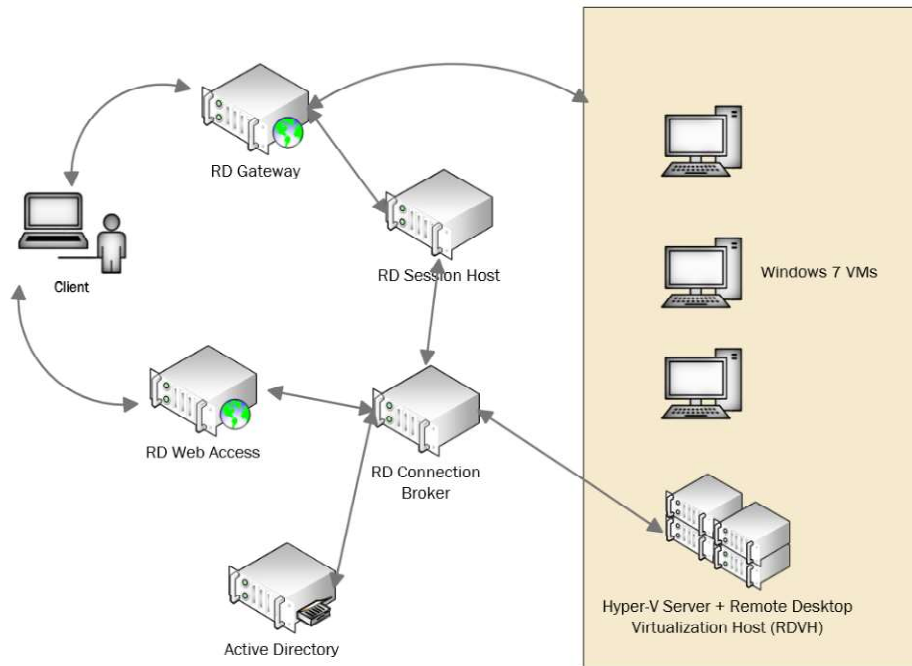 RD Gateway
RD Session Host
Client
Windows 7 VMs
RD Web Access
RD Connection
Broker
Hyper-V Server + Remote Desktop
Virtualization Host (RDVH)
Active Directory